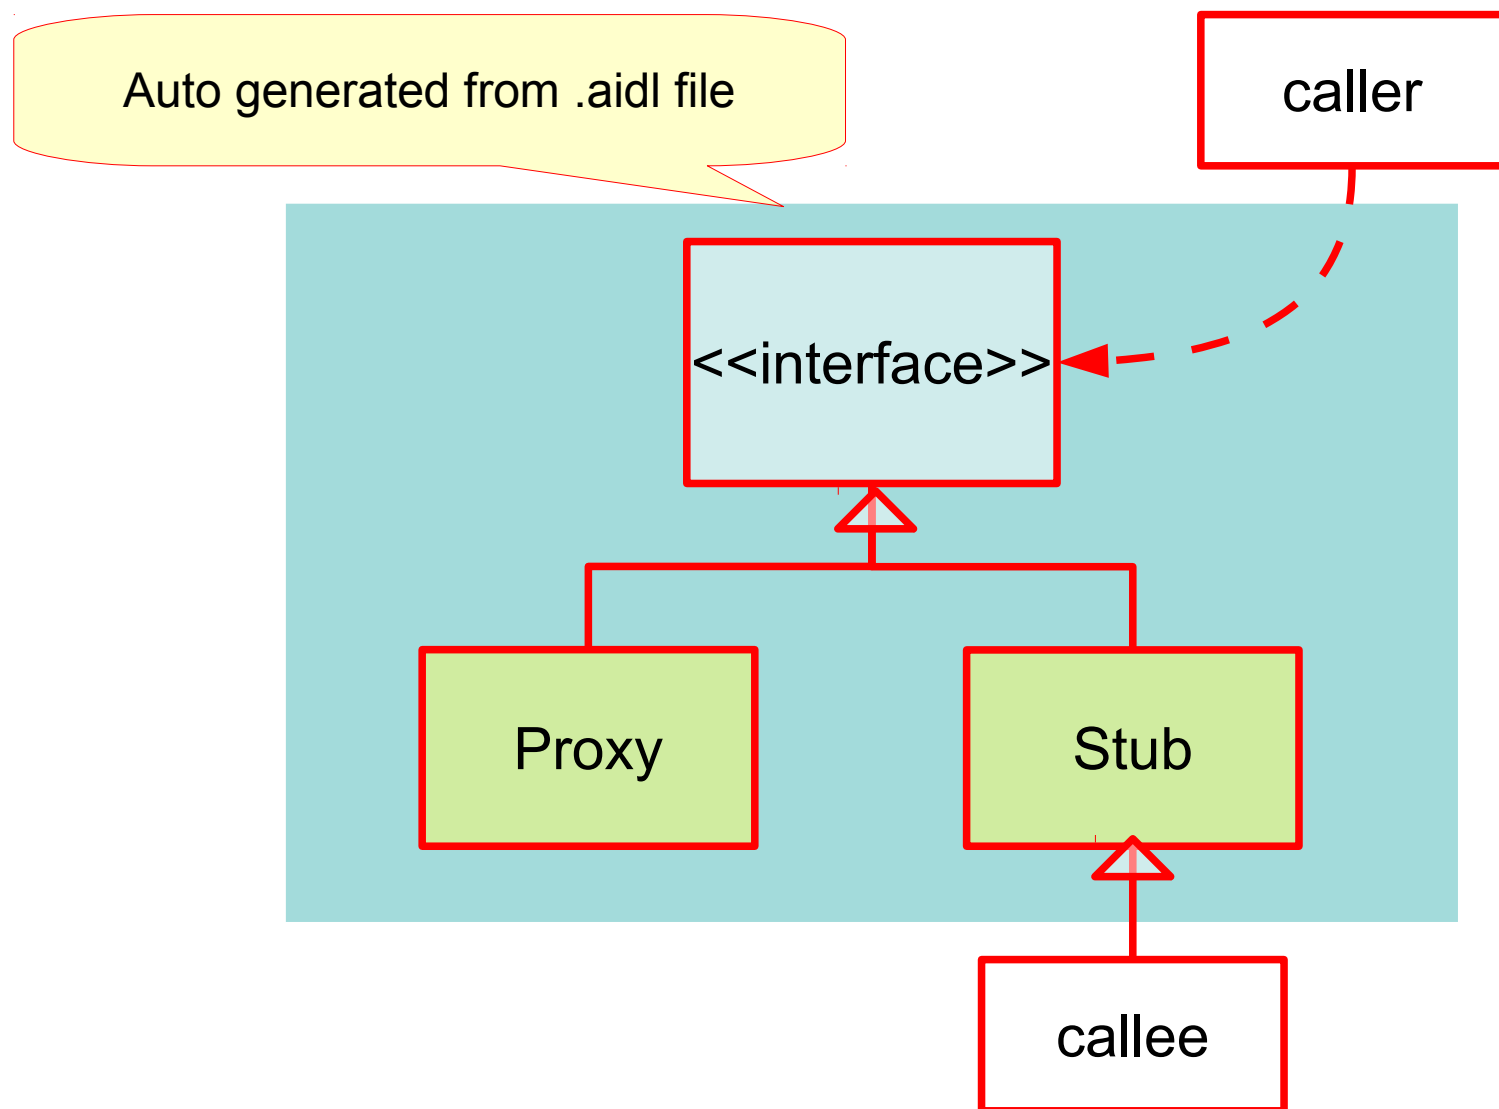 Auto generated from .aidl file
caller
<<interface>>
Proxy
Stub
callee